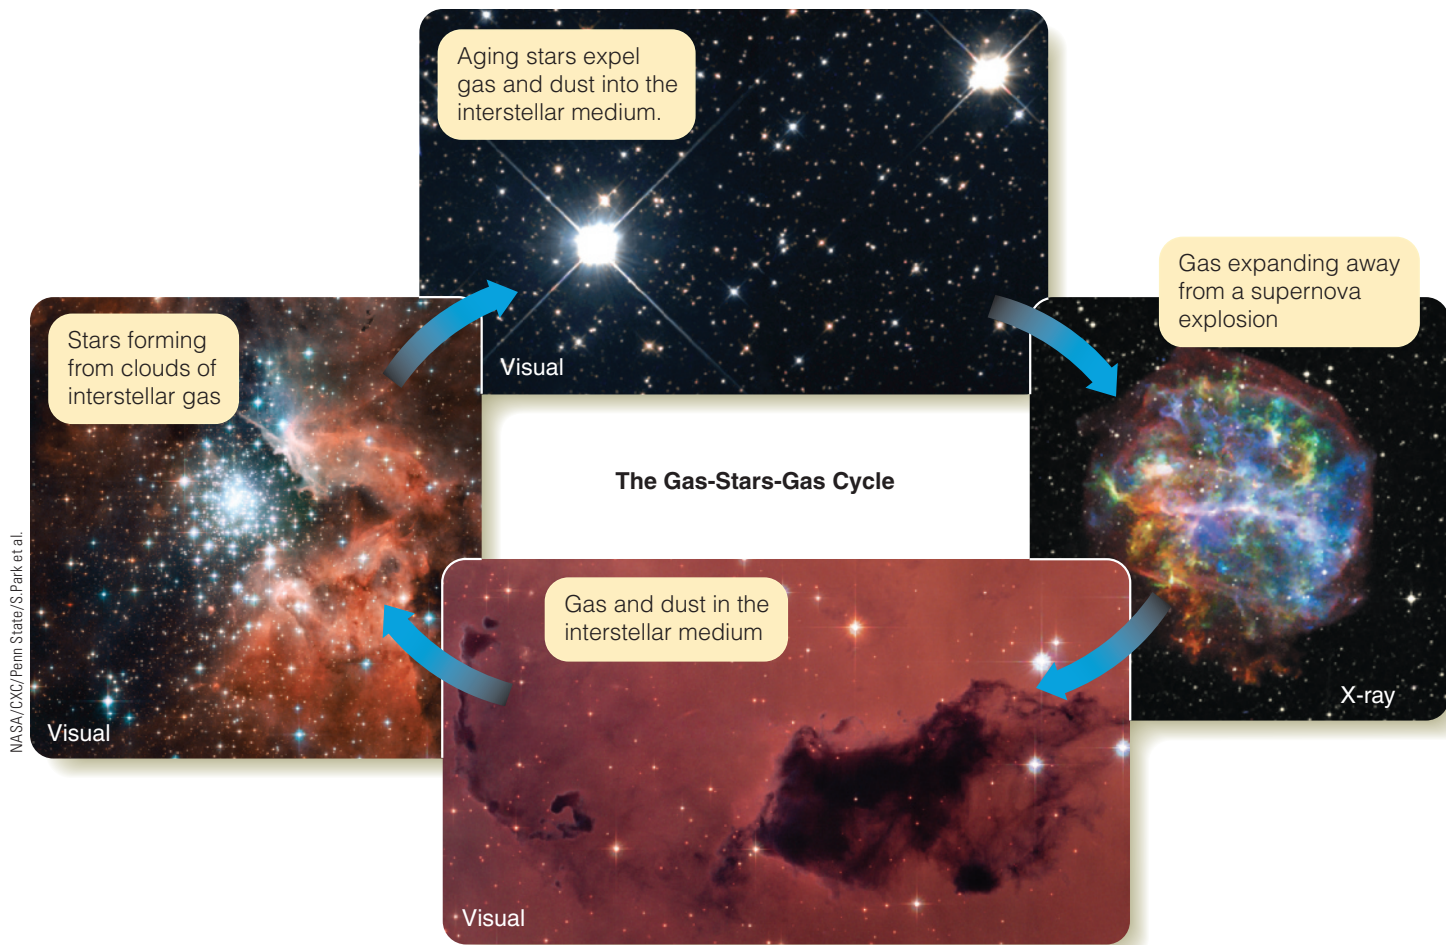 Aging stars expel
gas and dust into the
interstellar medium.
Visual
Gas expanding away
from a supernova
explosion
X-ray
Stars forming
from clouds of
interstellar gas
Visual
The Gas-Stars-Gas Cycle
Gas and dust in the
interstellar medium
Visual
NASA/CXC/Penn State/S.Park et al.